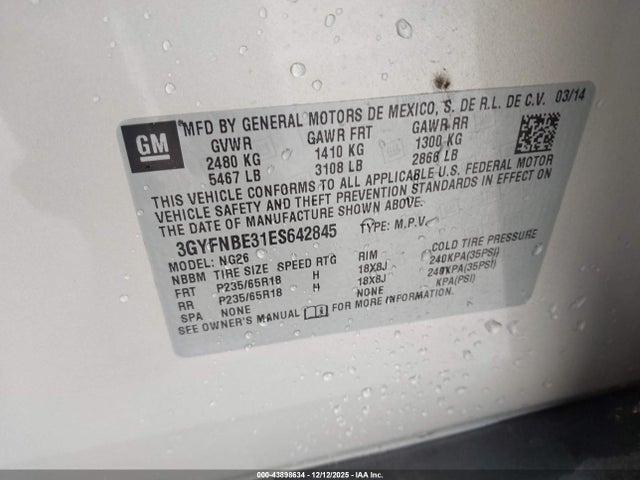 GM
MFD BY GENERAL MOTORS DE MEXICO, S. DE R.L. DE C.V. 03/14
GVWR GAWR FRT GAWR RR
2480 KG 1410 KG 1300 KG
5467 LB 3108 LB 2868 LB
THIS VEHICLE CONFORMS TO ALL APPLICABLE U.S. FEDERAL MOTOR
VEHICLE SAFETY AND THEFT PREVENTION STANDARDS IN EFFECT ON
THE DATE OF MANUFACTURE SHOWN ABOVE.
3GYFNBE31ES642845 TYPE: M.P.V.
MODEL: NG26
NBBM TIRE SIZE SPEED RTG RIM COLD TIRE PRESSURE
FRT P235/65R18 H 18X8J 240KPA(35PSI)
RR P235/65R18 H 18X8J 240KPA(35PSI)
SPA NONE NONE KPA(PSI)
SEE OWNER'S MANUAL FOR MORE INFORMATION.
000-43898634 - 12/12/2025 - IAA Inc.